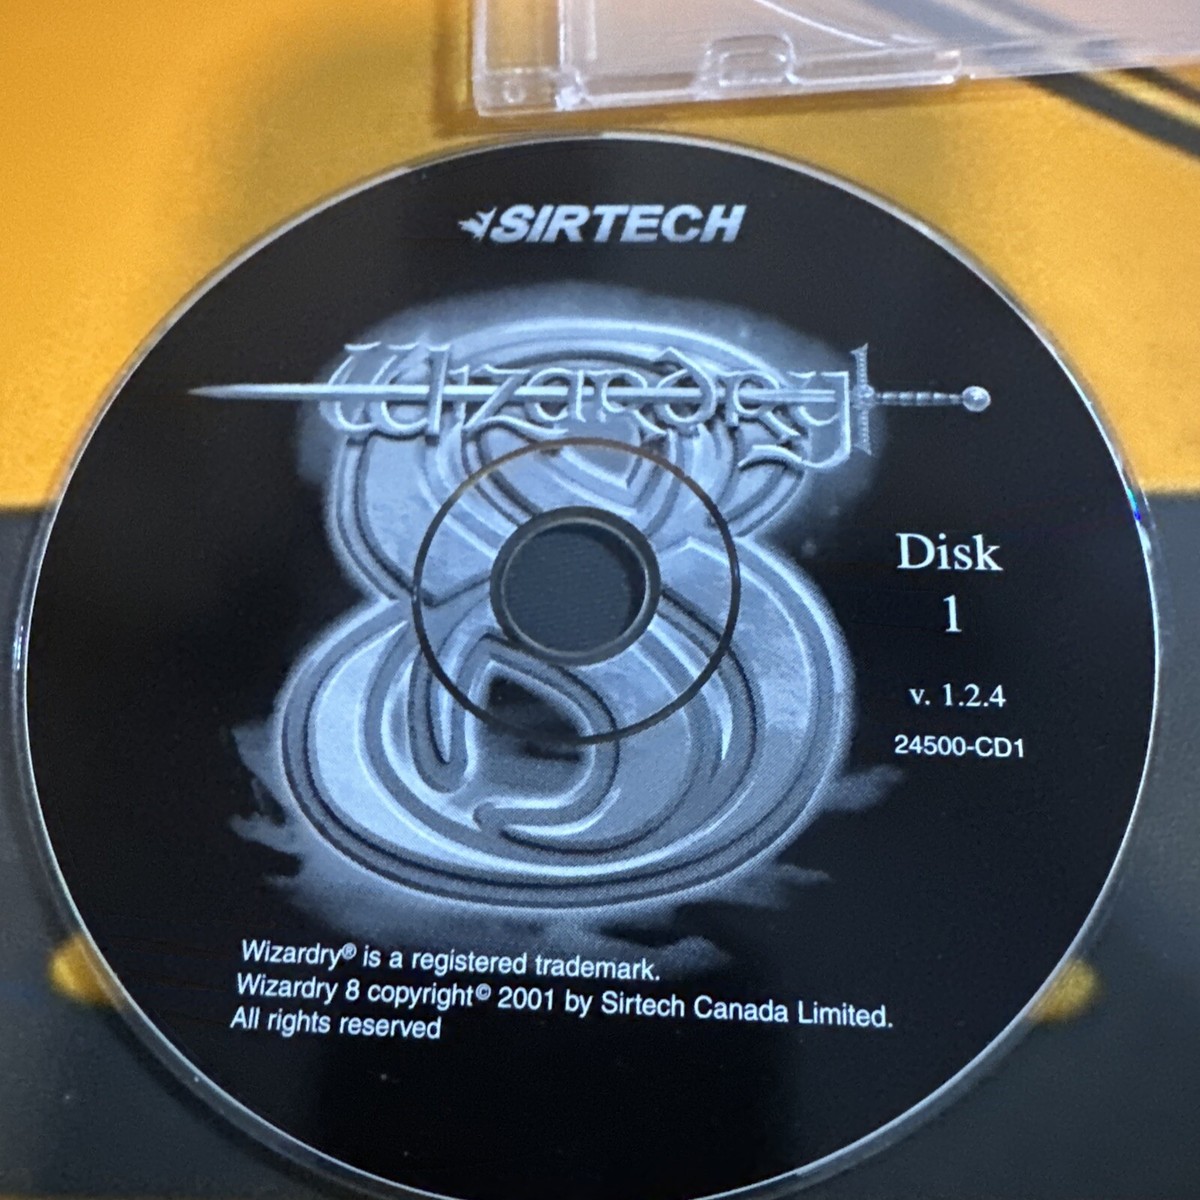 SIRTECH
Wizardry
8
Disk
1
v. 1.2.4
24500-CD1
Wizardry® is a registered trademark.
Wizardry 8 copyright© 2001 by Sirtech Canada Limited.
All rights reserved